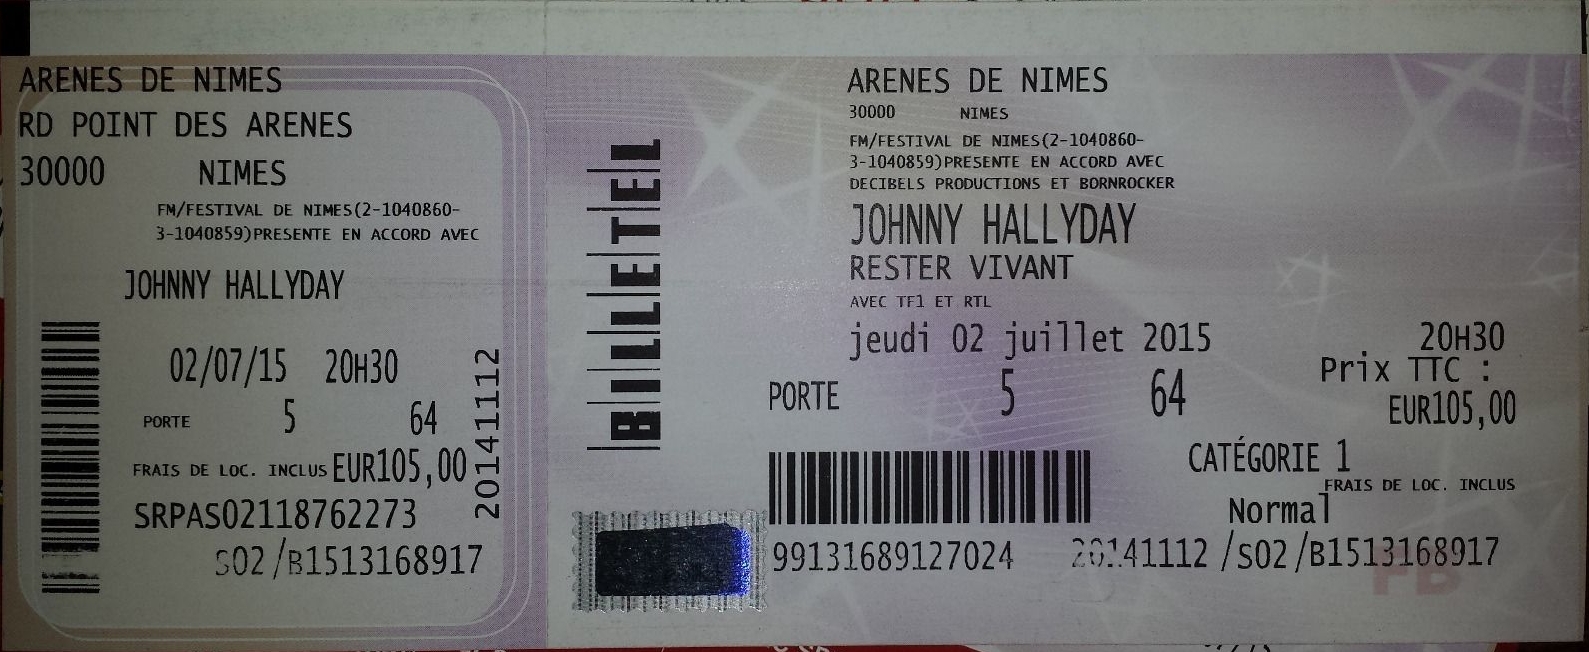 ARENES DE NIMES
RD POINT DES ARENES
30000 NIMES
FM/FESTIVAL DE NIMES(2-1040860-
3-1040859)PRESENTE EN ACCORD AVEC
JOHNNY HALLYDAY
02/07/15 20H30
PORTE 5 64
FRAIS DE LOC. INCLUS EUR105,00
SRPAS02118762273
S02/B1513168917
20141112
BILLETEL
ARENES DE NIMES
30000 NIMES
FM/FESTIVAL DE NIMES(2-1040860-
3-1040859)PRESENTE EN ACCORD AVEC
DECIBELS PRODUCTIONS ET BORNROCKER
JOHNNY HALLYDAY
RESTER VIVANT
AVEC TF1 ET RTL
jeudi 02 juillet 2015 20H30
Prix TTC :
PORTE 5 64 EUR105,00
CATÉGORIE 1
FRAIS DE LOC. INCLUS
Normal
99131689127024 20141112 /S02/B1513168917
FB